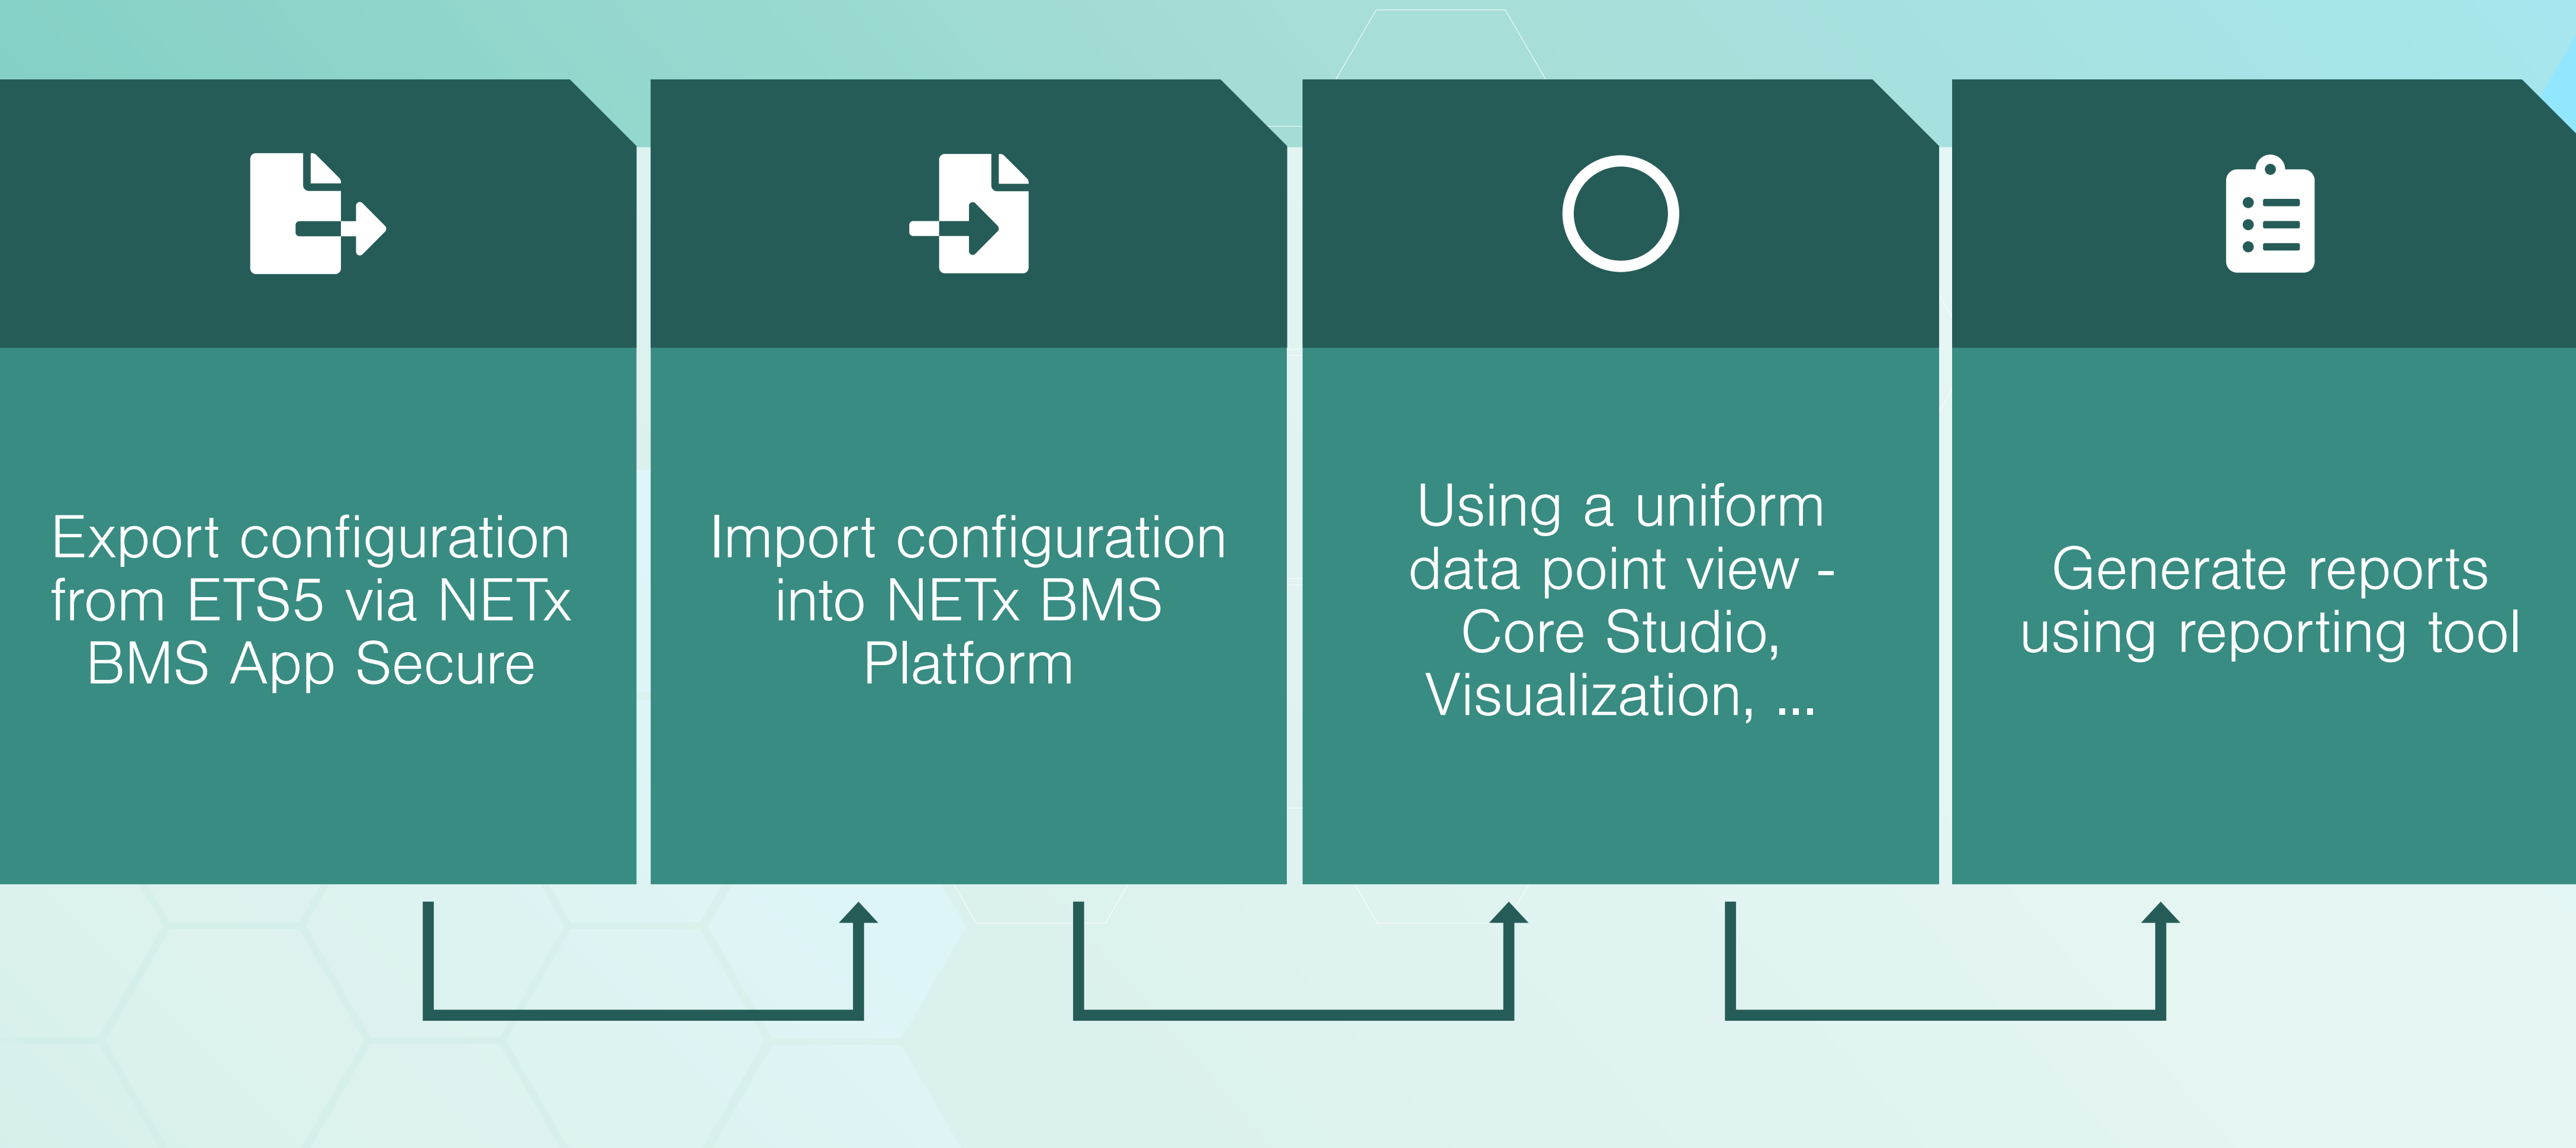 Export configuration
from ETS5 via NETx
BMS App Secure
Import configuration
into NETx BMS
Platform
Using a uniform
data point view -
Core Studio,
Visualization, ...
Generate reports
using reporting tool